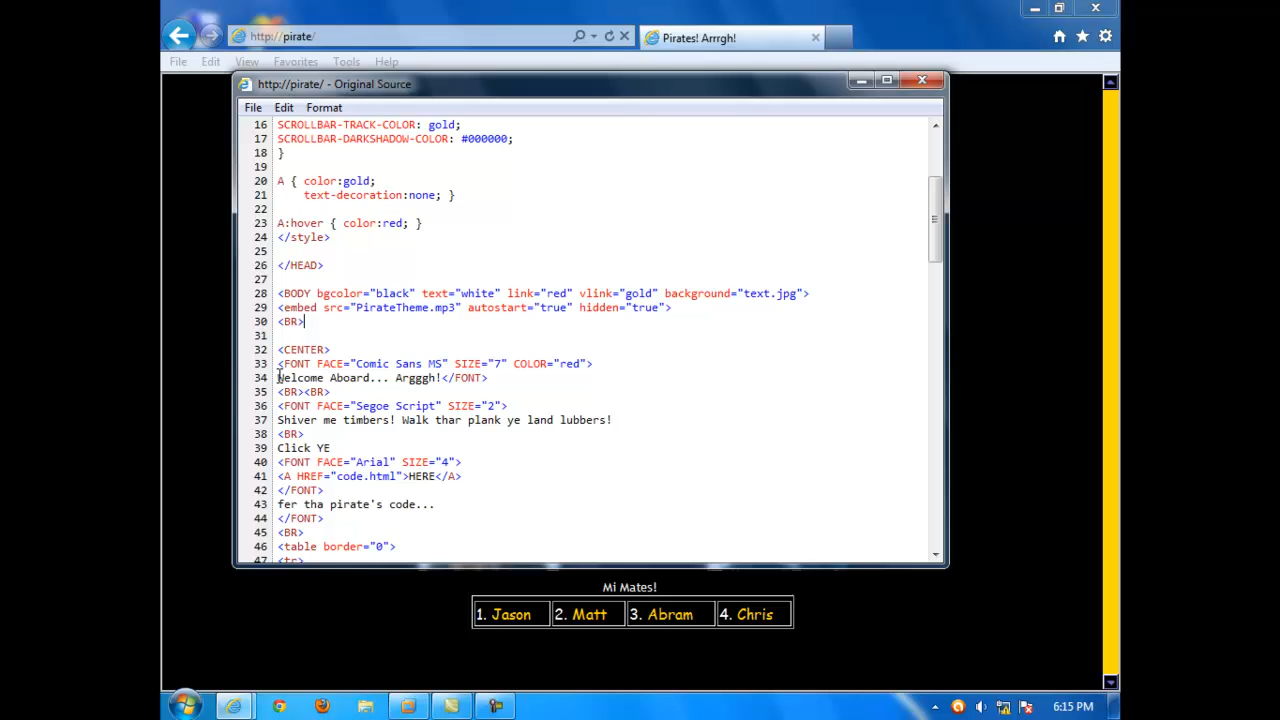 http://pirate/
Pirates! Arrrgh!
File Edit View Favorites Tools Help
http://pirate/ - Original Source
File Edit Format
16 SCROLLBAR-TRACK-COLOR: gold;
17 SCROLLBAR-DARKSHADOW-COLOR: #000000;
18 }
19
20 A { color:gold;
21 text-decoration:none; }
22
23 A:hover { color:red; }
24 </style>
25
26 </HEAD>
27
28 <BODY bgcolor="black" text="white" link="red" vlink="gold" background="text.jpg">
29 <embed src="PirateTheme.mp3" autostart="true" hidden="true">
30 <BR>
31
32 <CENTER>
33 <FONT FACE="Comic Sans MS" SIZE="7" COLOR="red">
34 Welcome Aboard... Argggh!</FONT>
35 <BR><BR>
36 <FONT FACE="Segoe Script" SIZE="2">
37 Shiver me timbers! Walk thar plank ye land lubbers!
38 <BR>
39 Click YE
40 <FONT FACE="Arial" SIZE="4">
41 <A HREF="code.html">HERE</A>
42 </FONT>
43 fer tha pirate's code...
44 </FONT>
45 <BR>
46 <table border="0">
47 <tr>
Mi Mates!
1. Jason 2. Matt 3. Abram 4. Chris
6:15 PM